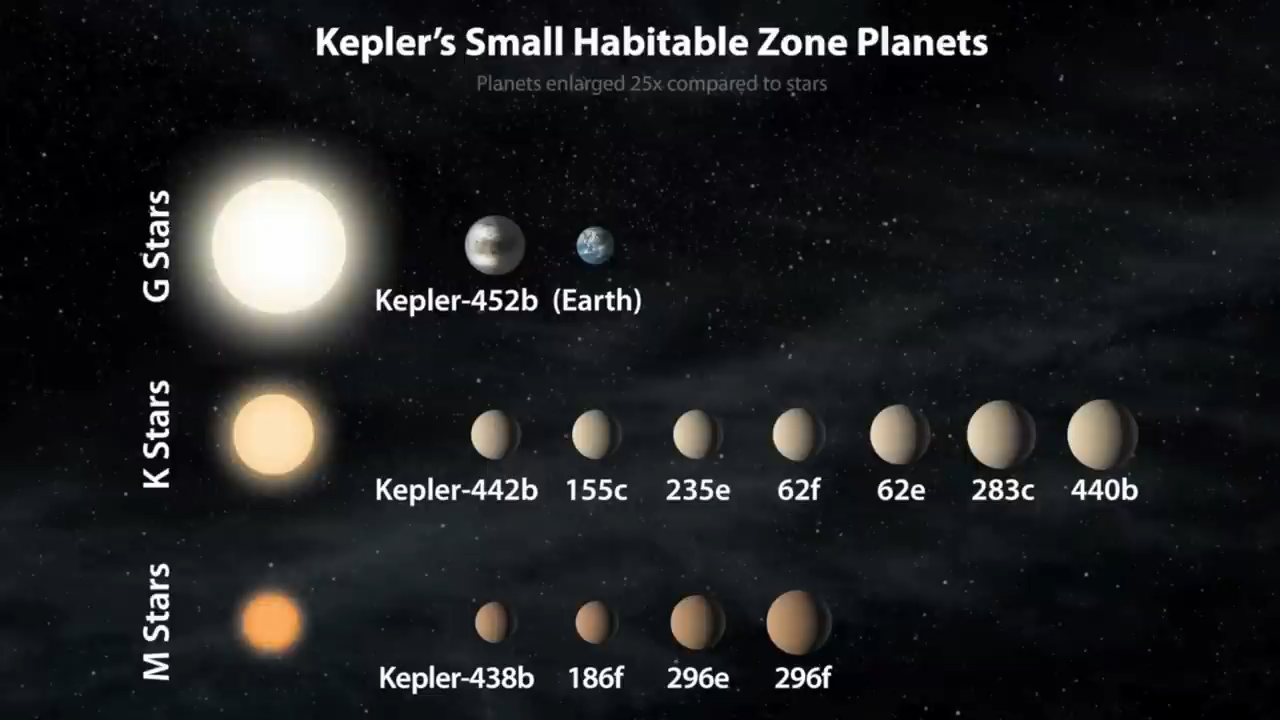 Kepler's Small Habitable Zone Planets
Planets enlarged 25x compared to stars
G Stars
Kepler-452b (Earth)
K Stars
Kepler-442b 155c 235e 62f 62e 283c 440b
M Stars
Kepler-438b 186f 296e 296f